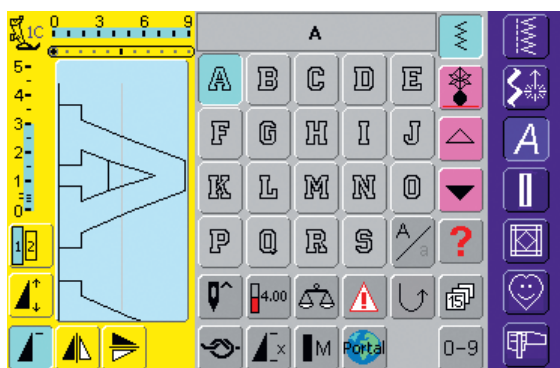 1C 0 3 6 9
A
5-
4-
3-
2-
1-
0-
A B C D E
F G H I J
K L M N O
P Q R S A/a ?
1 2
4.00 15
x M Portal 0-9
A